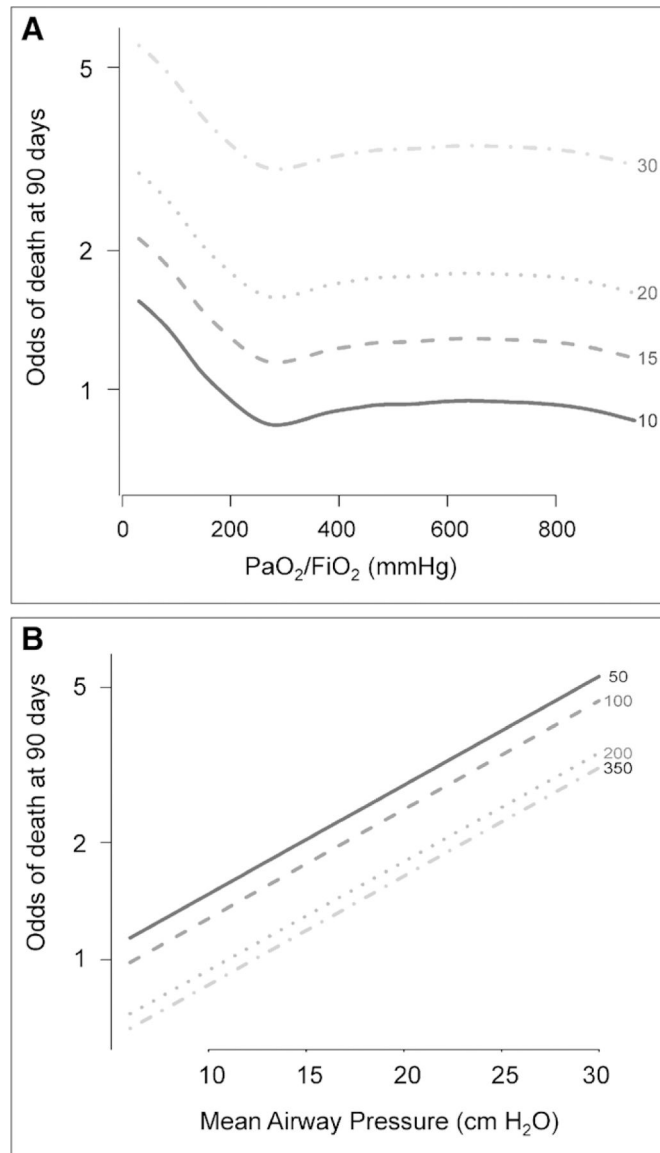 A
Odds of death at 90 days
5
2
1
30
20
15
10
0 200 400 600 800
PaO₂/FiO₂ (mmHg)
B
Odds of death at 90 days
5
2
1
50
100
200
350
10 15 20 25 30
Mean Airway Pressure (cm H₂O)